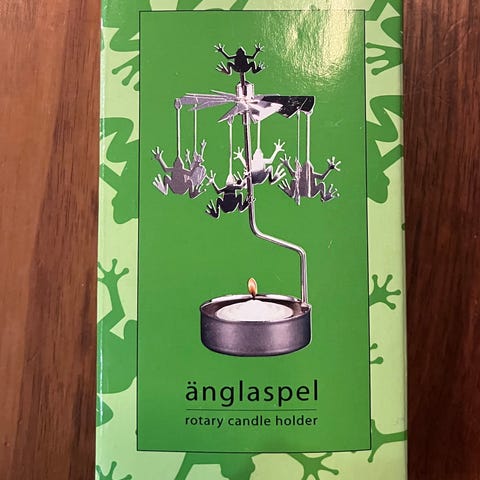 änglaspel
rotary candle holder